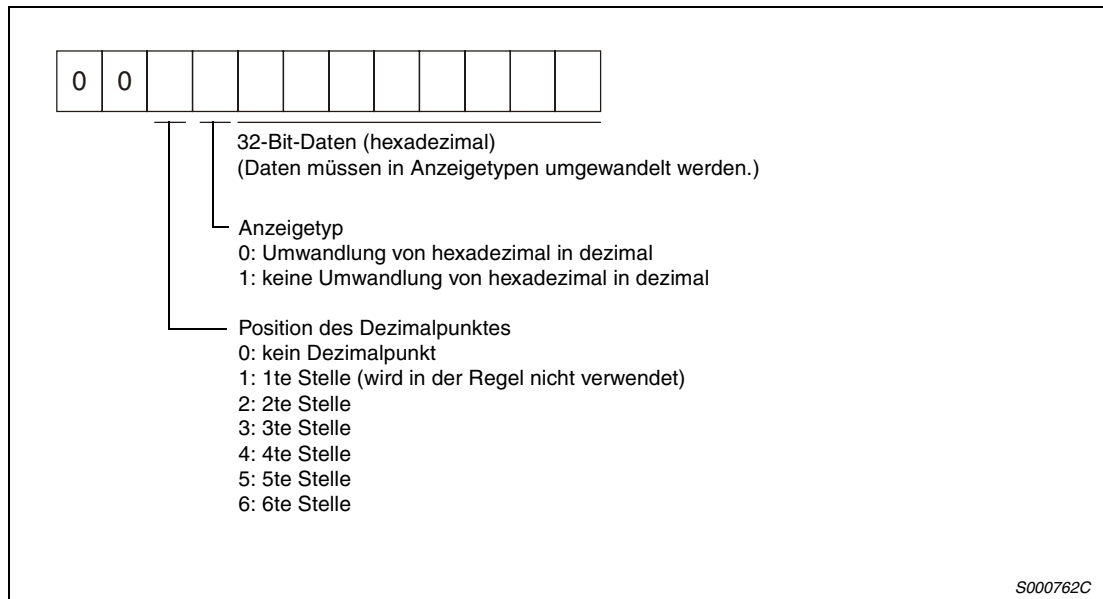 0 0
32-Bit-Daten (hexadezimal)
(Daten müssen in Anzeigetypen umgewandelt werden.)
Anzeigetyp
0: Umwandlung von hexadezimal in dezimal
1: keine Umwandlung von hexadezimal in dezimal
Position des Dezimalpunktes
0: kein Dezimalpunkt
1: 1te Stelle (wird in der Regel nicht verwendet)
2: 2te Stelle
3: 3te Stelle
4: 4te Stelle
5: 5te Stelle
6: 6te Stelle
S000762C